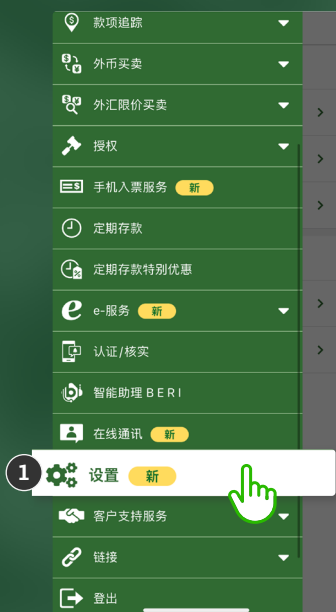 款项追踪
外币买卖
外汇限价买卖
授权
手机入票服务 新
定期存款
定期存款特别优惠
e-服务 新
认证/核实
智能助理 BERI
在线通讯 新
1 设置 新
客户支持服务
链接
登出